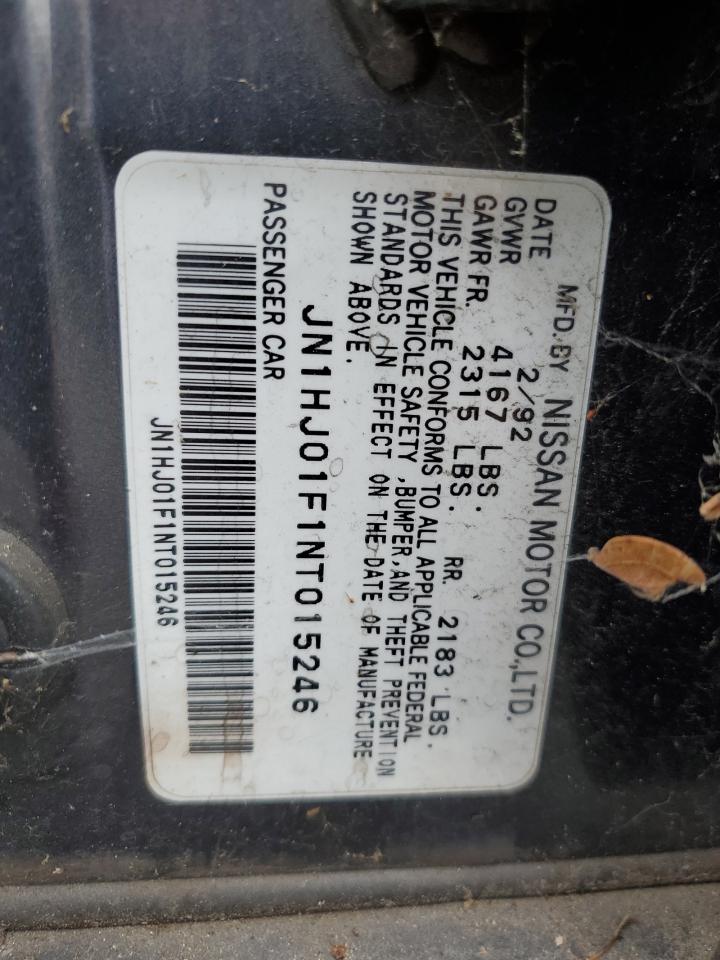 MFD. BY NISSAN MOTOR CO.,LTD.
DATE 2/92
GVWR 4167 LBS.
GAWR FR. 2315 LBS. RR. 2183 LBS.
THIS VEHICLE CONFORMS TO ALL APPLICABLE FEDERAL
MOTOR VEHICLE SAFETY ,BUMPER,AND THEFT PREVENTION
STANDARDS IN EFFECT ON THE DATE OF MANUFACTURE
SHOWN ABOVE.
JN1HJ01F1NT015246
PASSENGER CAR
JN1HJ01F1NT015246